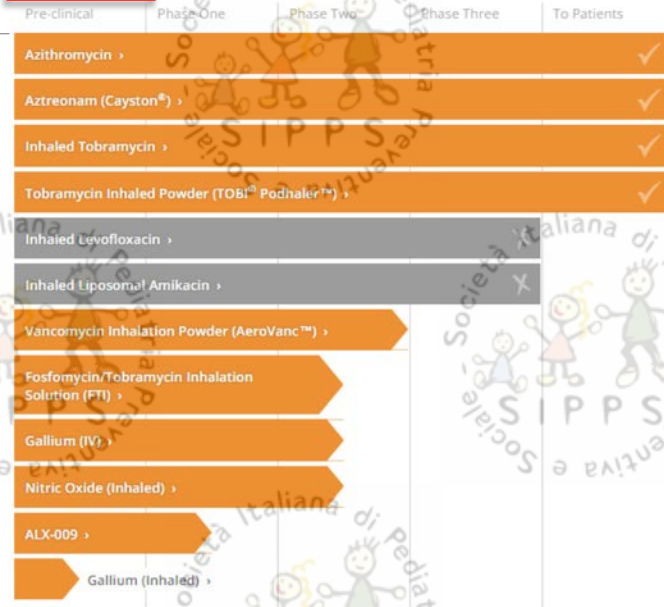 Pre-clinical Phase One Phase Two Phase Three To Patients
Azithromycin ›
Aztreonam (Cayston®) ›
Inhaled Tobramycin ›
Tobramycin Inhaled Powder (TOBI® Podhaler™) ›
Inhaled Levofloxacin ›
Inhaled Liposomal Amikacin ›
Vancomycin Inhalation Powder (AeroVanc™) ›
Fosfomycin/Tobramycin Inhalation
Solution (FTI) ›
Gallium (IV) ›
Nitric Oxide (Inhaled) ›
ALX-009 ›
Gallium (Inhaled) ›
SIPPS
Società Italiana di Pediatria Preventiva e Sociale